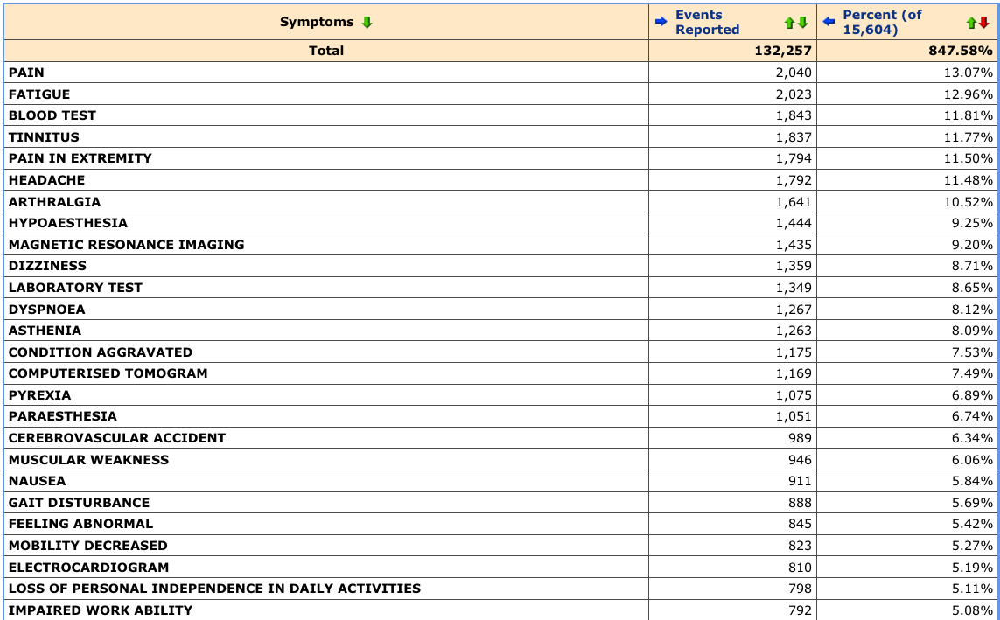 Symptoms Events Reported Percent (of 15,604)
Total 132,257 847.58%
PAIN 2,040 13.07%
FATIGUE 2,023 12.96%
BLOOD TEST 1,843 11.81%
TINNITUS 1,837 11.77%
PAIN IN EXTREMITY 1,794 11.50%
HEADACHE 1,792 11.48%
ARTHRALGIA 1,641 10.52%
HYPOAESTHESIA 1,444 9.25%
MAGNETIC RESONANCE IMAGING 1,435 9.20%
DIZZINESS 1,359 8.71%
LABORATORY TEST 1,349 8.65%
DYSPNOEA 1,267 8.12%
ASTHENIA 1,263 8.09%
CONDITION AGGRAVATED 1,175 7.53%
COMPUTERISED TOMOGRAM 1,169 7.49%
PYREXIA 1,075 6.89%
PARAESTHESIA 1,051 6.74%
CEREBROVASCULAR ACCIDENT 989 6.34%
MUSCULAR WEAKNESS 946 6.06%
NAUSEA 911 5.84%
GAIT DISTURBANCE 888 5.69%
FEELING ABNORMAL 845 5.42%
MOBILITY DECREASED 823 5.27%
ELECTROCARDIOGRAM 810 5.19%
LOSS OF PERSONAL INDEPENDENCE IN DAILY ACTIVITIES 798 5.11%
IMPAIRED WORK ABILITY 792 5.08%